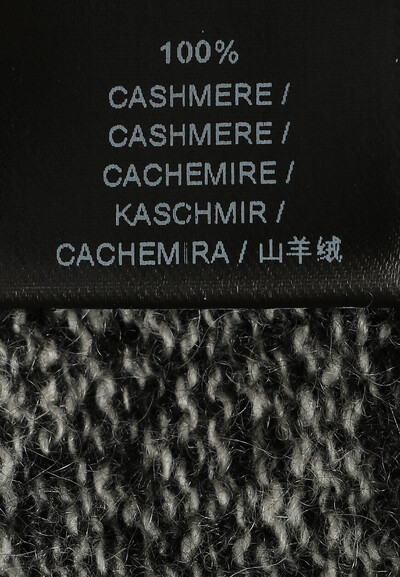 100%
CASHMERE /
CASHMERE /
CACHEMIRE /
KASCHMIR /
CACHEMIRA / 山羊绒